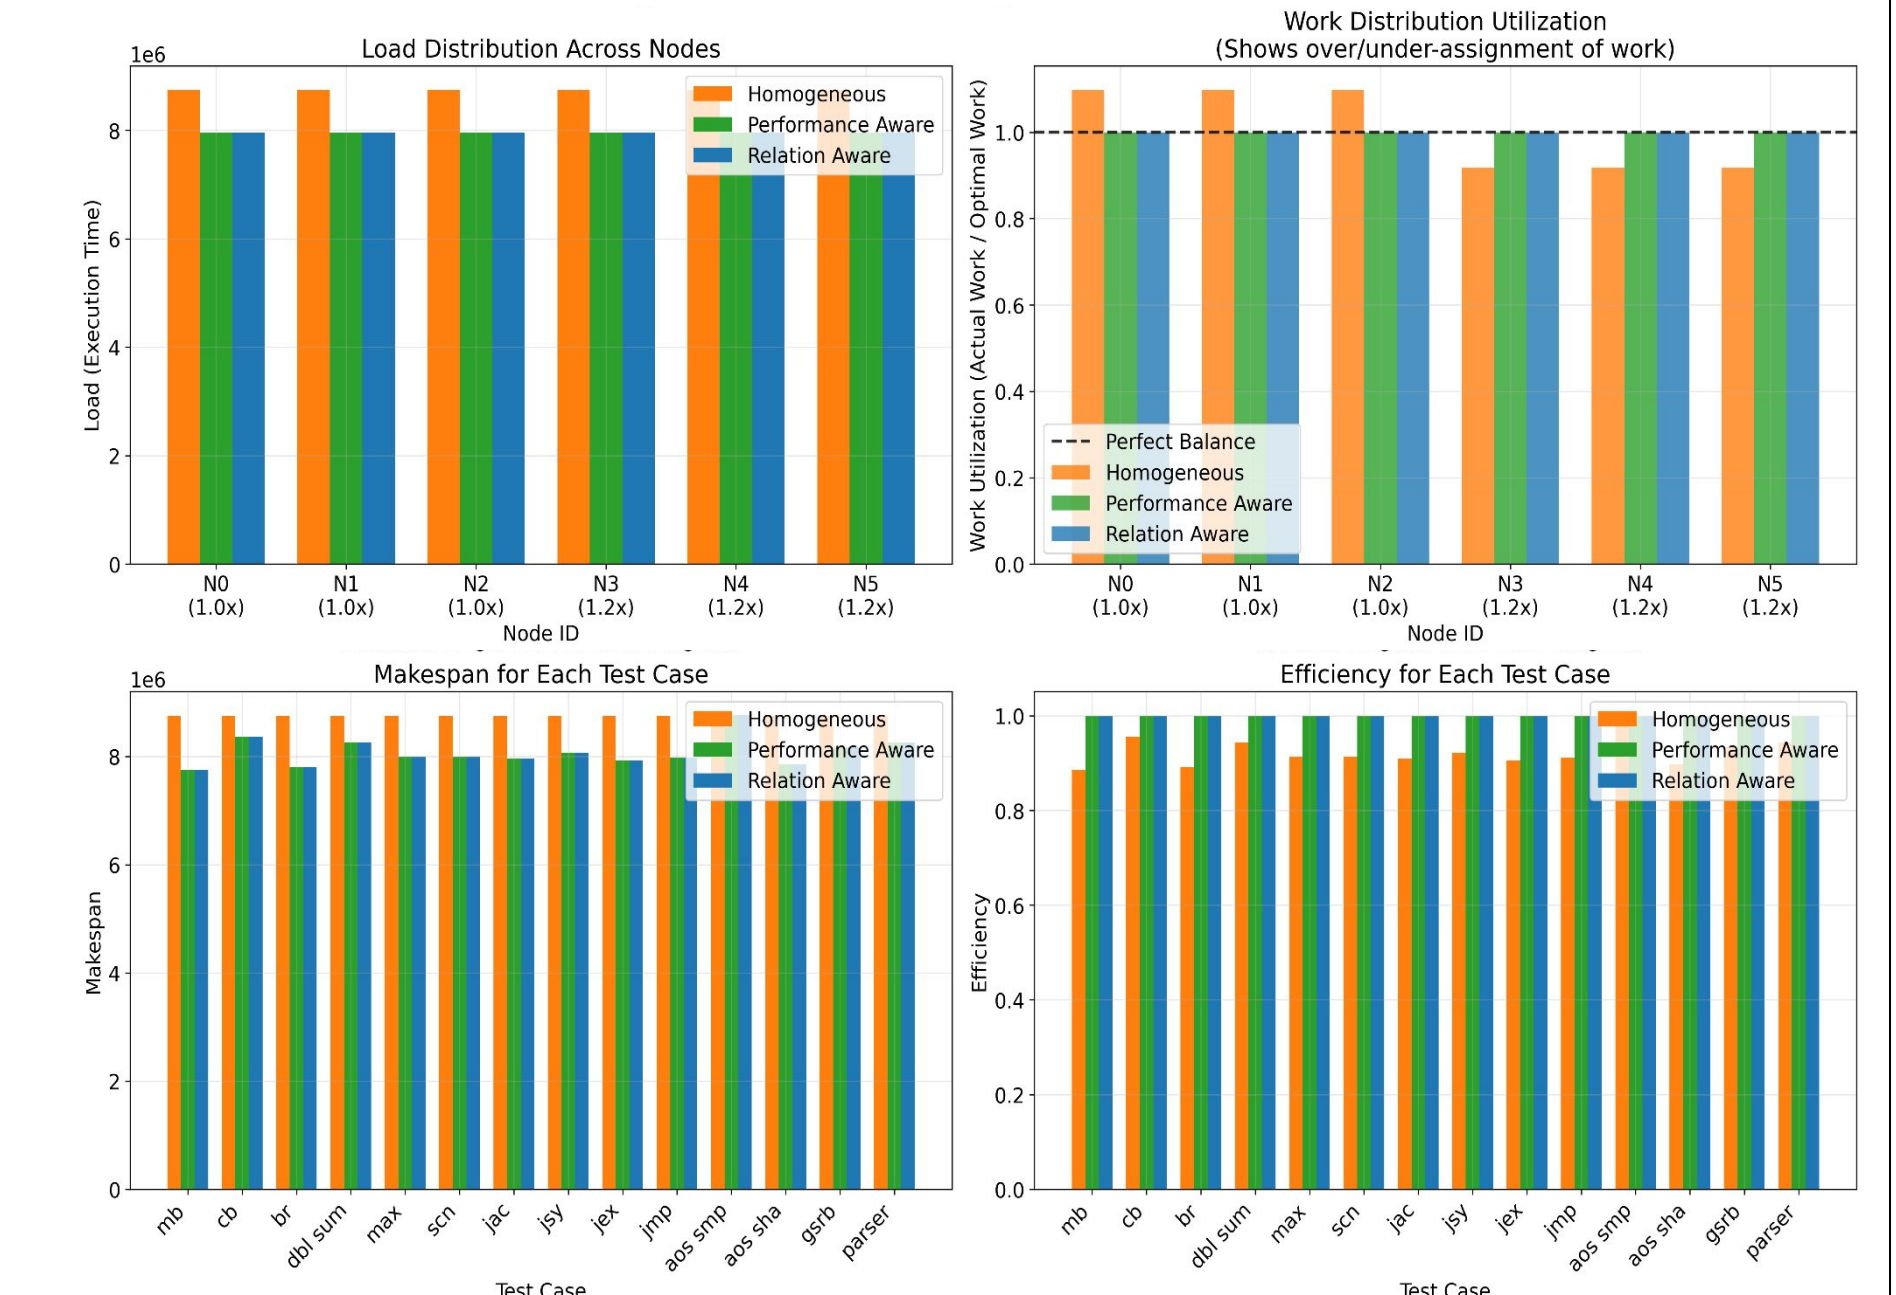 Load Distribution Across Nodes
1e6
Homogeneous
Performance Aware
Relation Aware
Load (Execution Time)
8
6
4
2
0
N0 N1 N2 N3 N4 N5
(1.0x) (1.0x) (1.0x) (1.2x) (1.2x) (1.2x)
Node ID
Work Distribution Utilization
(Shows over/under-assignment of work)
Work Utilization (Actual Work / Optimal Work)
1.0
0.8
0.6
0.4
0.2
0.0
Perfect Balance
Homogeneous
Performance Aware
Relation Aware
N0 N1 N2 N3 N4 N5
(1.0x) (1.0x) (1.0x) (1.2x) (1.2x) (1.2x)
Node ID
Makespan for Each Test Case
1e6
Homogeneous
Performance Aware
Relation Aware
Makespan
8
6
4
2
0
mb cb br dbl sum max scn jac jsy jex jmp aos smp aos sha gsrb parser
Test Case
Efficiency for Each Test Case
Homogeneous
Performance Aware
Relation Aware
Efficiency
1.0
0.8
0.6
0.4
0.2
0.0
mb cb br dbl sum max scn jac jsy jex jmp aos smp aos sha gsrb parser
Test Case